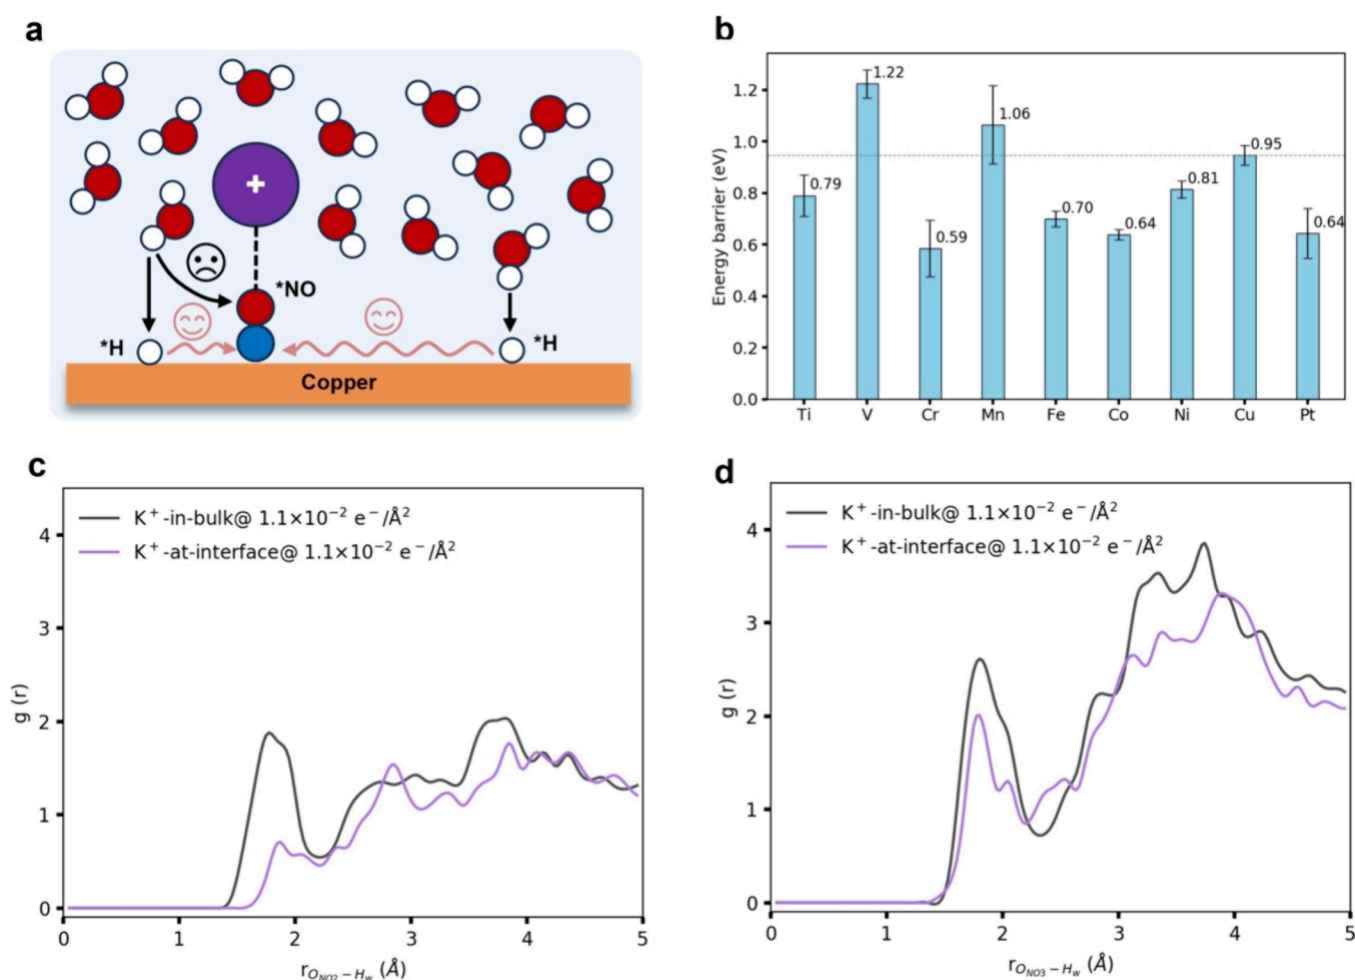 a
+
*NO
*H
*H
Copper
b
Energy barrier (eV)
1.2
1.0
0.8
0.6
0.4
0.2
0.0
0.79
1.22
0.59
1.06
0.70
0.64
0.81
0.95
0.64
Ti V Cr Mn Fe Co Ni Cu Pt
c
K⁺-in-bulk@ 1.1×10⁻² e⁻/Å²
K⁺-at-interface@ 1.1×10⁻² e⁻/Å²
g (r)
4
3
2
1
0
0 1 2 3 4 5
r_{O_{NO2}−H_w} (Å)
d
K⁺-in-bulk@ 1.1×10⁻² e⁻/Å²
K⁺-at-interface@ 1.1×10⁻² e⁻/Å²
g (r)
4
3
2
1
0
0 1 2 3 4 5
r_{O_{NO3}−H_w} (Å)